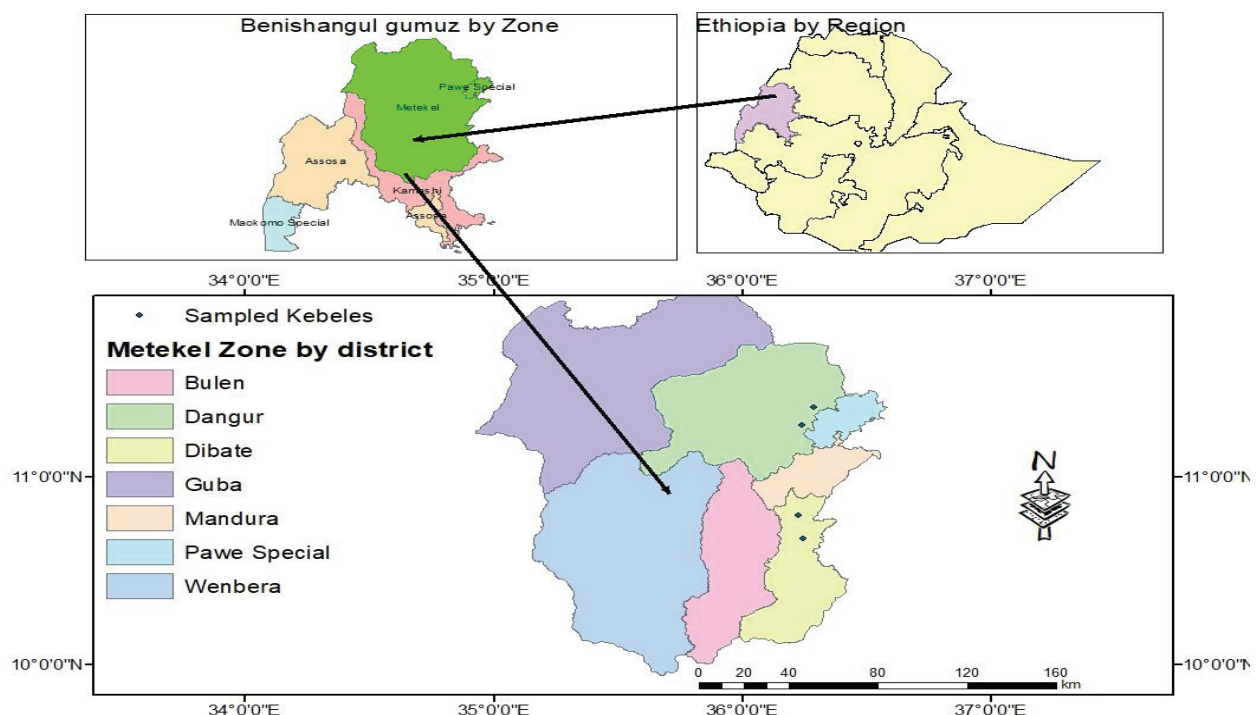 Benishangul gumuz by Zone
Ethiopia by Region
Pawe Special
Metekel
Assosa
Kamashi
Assosa
Maokomo Special
34°0'0"E
35°0'0"E
36°0'0"E
37°0'0"E
Sampled Kebeles
Metekel Zone by district
Bulen
Dangur
Dibate
Guba
Mandura
Pawe Special
Wenbera
11°0'0"N
11°0'0"N
N
10°0'0"N
10°0'0"N
0 20 40 80 120 160
km
34°0'0"E
35°0'0"E
36°0'0"E
37°0'0"E